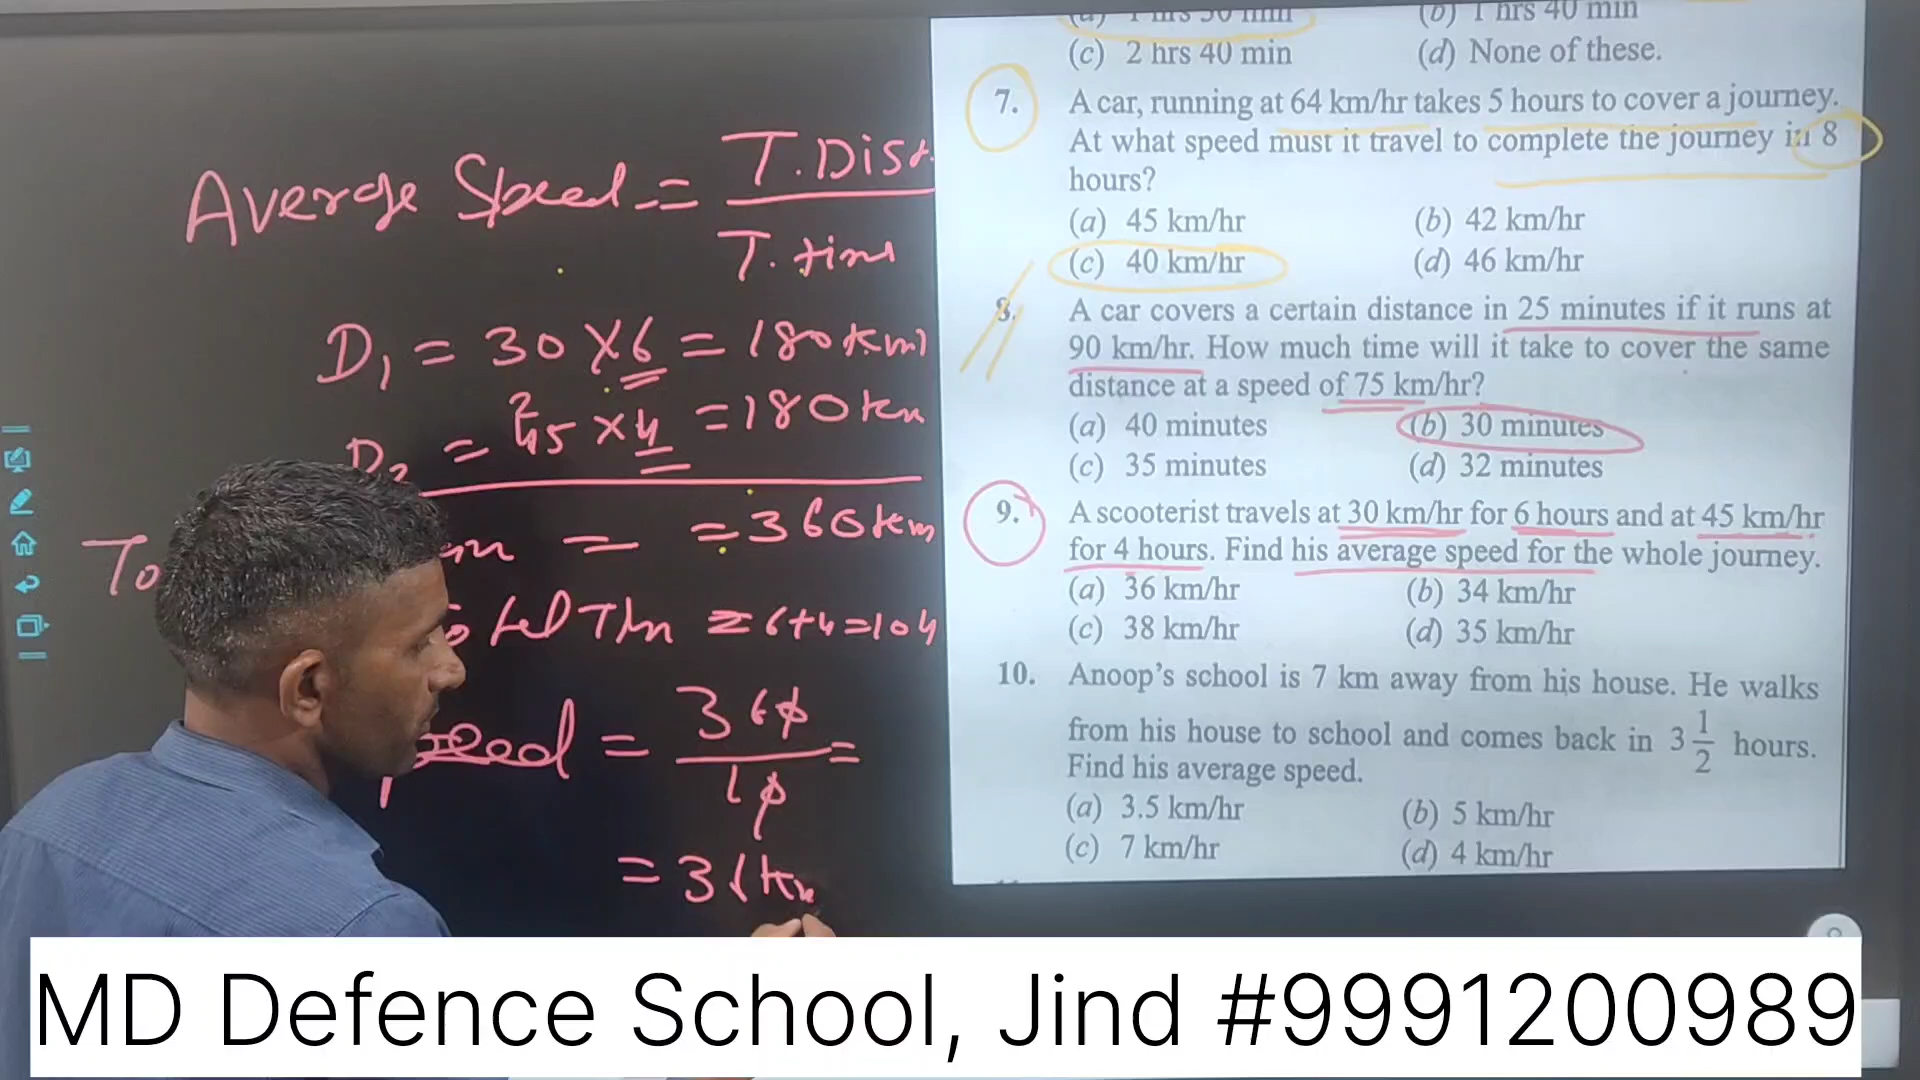 Average Speed = T. Dist.
T. time
D1 = 30 × 6 = 180 km
D2 = 45 × 4 = 180 km
2
To = = 360 km
= 6+4=10h
peed = 360 =
10
= 36 km
(c) 2 hrs 40 min
(b) 1 hrs 40 min
(d) None of these.
7. A car, running at 64 km/hr takes 5 hours to cover a journey.
At what speed must it travel to complete the journey in 8
hours?
(a) 45 km/hr (b) 42 km/hr
(c) 40 km/hr (d) 46 km/hr
8. A car covers a certain distance in 25 minutes if it runs at
90 km/hr. How much time will it take to cover the same
distance at a speed of 75 km/hr?
(a) 40 minutes (b) 30 minutes
(c) 35 minutes (d) 32 minutes
9. A scooterist travels at 30 km/hr for 6 hours and at 45 km/hr
for 4 hours. Find his average speed for the whole journey.
(a) 36 km/hr (b) 34 km/hr
(c) 38 km/hr (d) 35 km/hr
10. Anoop's school is 7 km away from his house. He walks
from his house to school and comes back in 3 1/2 hours.
Find his average speed.
(a) 3.5 km/hr (b) 5 km/hr
(c) 7 km/hr (d) 4 km/hr
MD Defence School, Jind #9991200989